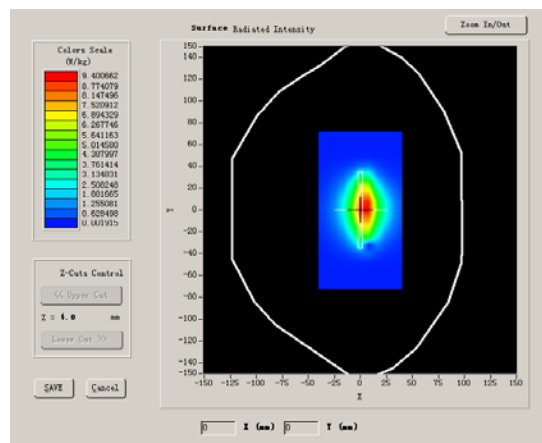 Surface Radiated Intensity
Zoom In/Out
Colors Scale
(W/kg)
9.400662
8.774079
8.147496
7.520912
6.894329
6.267746
5.641163
5.014580
4.387997
3.761414
3.134831
2.508248
1.881665
1.255081
0.628498
0.001915
Z-Cuts Control
<< Upper Cut
Z = 4.0 mm
Lower Cut >>
SAVE
Cancel
150
140
120
100
80
60
40
20
Y
0
-20
-40
-60
-80
-100
-120
-140
-150
-150 -125 -100 -75 -50 -25 0 25 50 75 100 125 150
X
0 X (mm) 0 Y (mm)